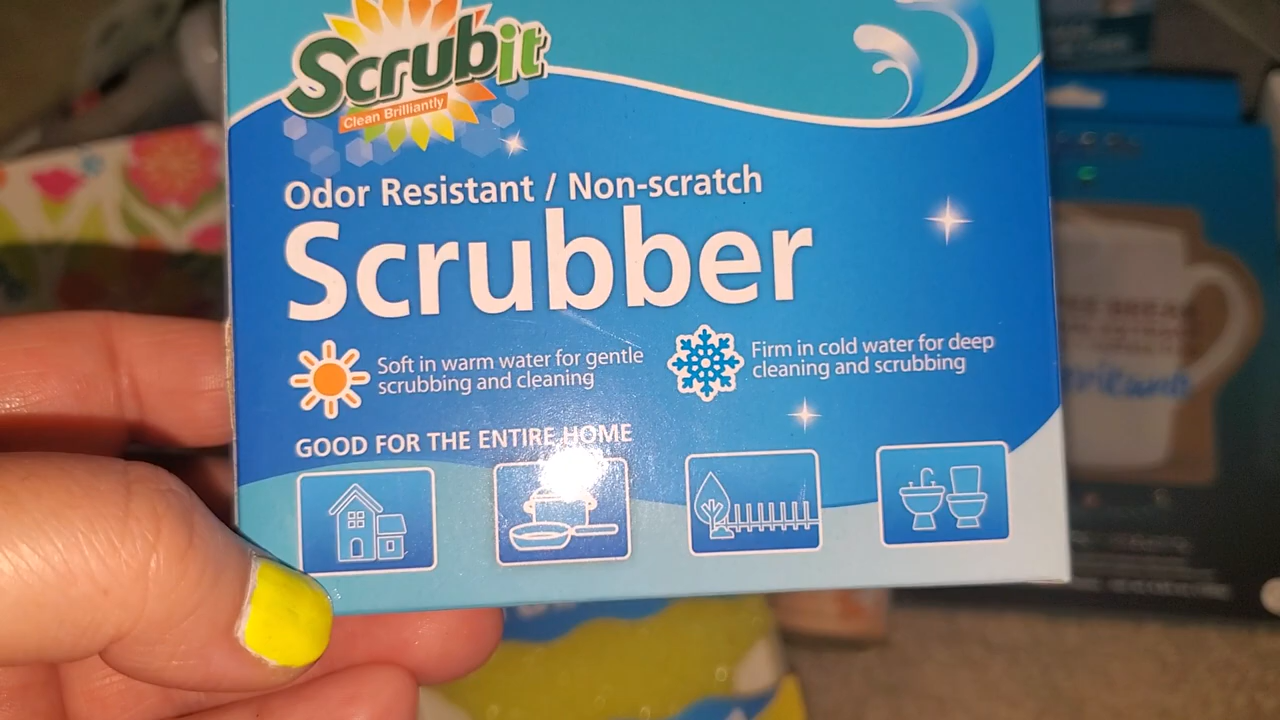 Scrubit
Clean Brilliantly
Odor Resistant / Non-scratch
Scrubber
Soft in warm water for gentle
scrubbing and cleaning
Firm in cold water for deep
cleaning and scrubbing
GOOD FOR THE ENTIRE HOME